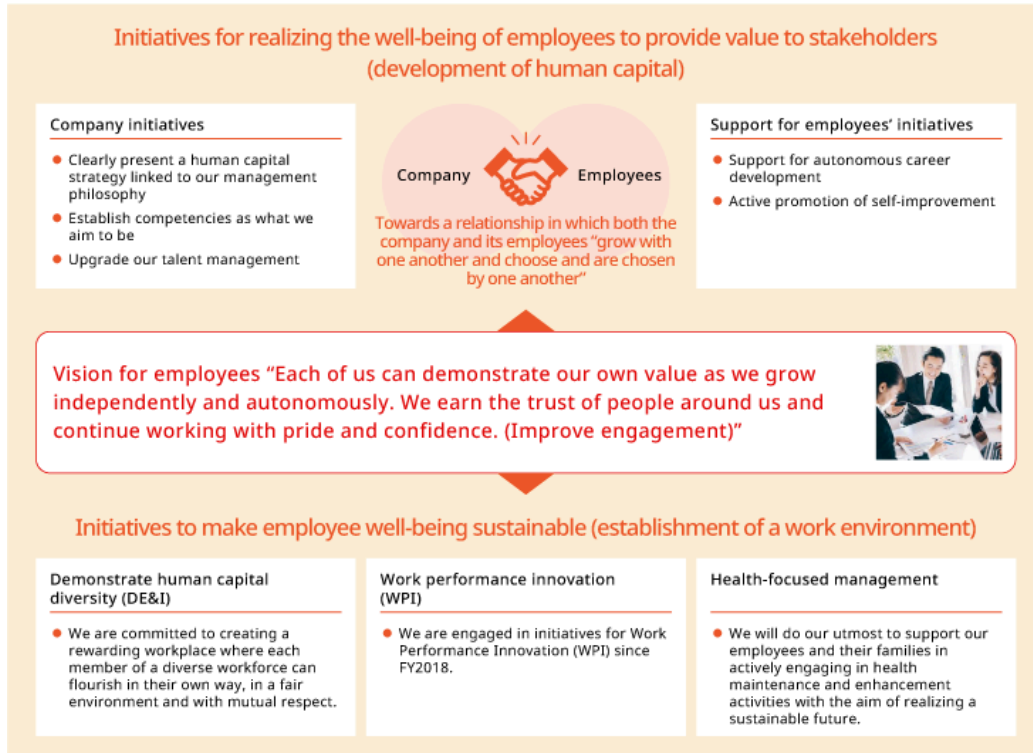 Initiatives for realizing the well-being of employees to provide value to stakeholders
(development of human capital)
Company initiatives
● Clearly present a human capital
strategy linked to our management
philosophy
● Establish competencies as what we
aim to be
● Upgrade our talent management
Company
Employees
Towards a relationship in which both the
company and its employees “grow with
one another and choose and are chosen
by one another”
Support for employees’ initiatives
● Support for autonomous career
development
● Active promotion of self-improvement
Vision for employees “Each of us can demonstrate our own value as we grow
independently and autonomously. We earn the trust of people around us and
continue working with pride and confidence. (Improve engagement)”
Initiatives to make employee well-being sustainable (establishment of a work environment)
Demonstrate human capital
diversity (DE&I)
● We are committed to creating a
rewarding workplace where each
member of a diverse workforce can
flourish in their own way, in a fair
environment and with mutual respect.
Work performance innovation
(WPI)
● We are engaged in initiatives for Work
Performance Innovation (WPI) since
FY2018.
Health-focused management
● We will do our utmost to support our
employees and their families in
actively engaging in health
maintenance and enhancement
activities with the aim of realizing a
sustainable future.